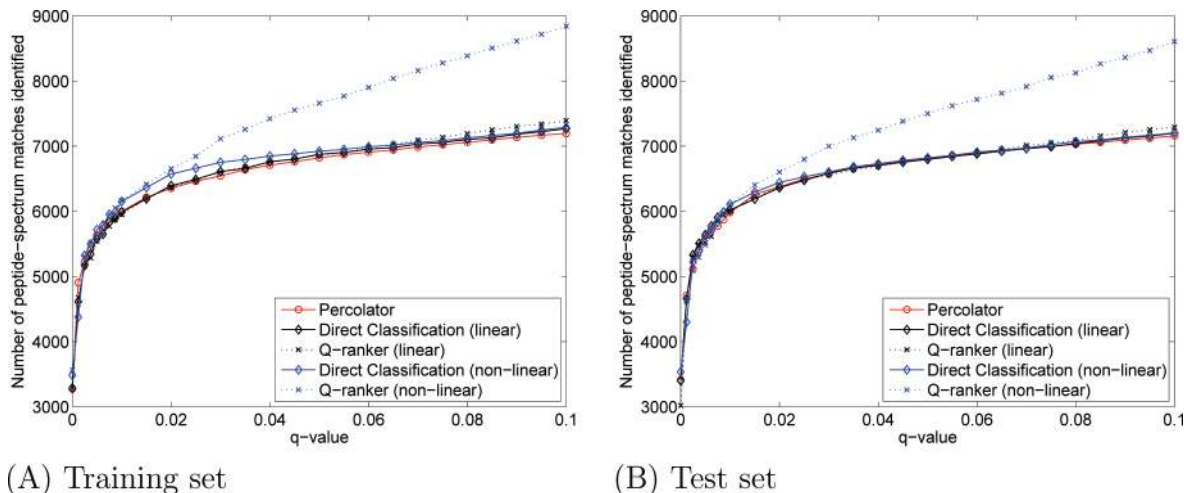 9000
8000
7000
6000
5000
4000
3000
Number of peptide-spectrum matches identified
0
0.02
0.04
0.06
0.08
0.1
q-value
Percolator
Direct Classification (linear)
Q-ranker (linear)
Direct Classification (non-linear)
Q-ranker (non-linear)
(A) Training set
9000
8000
7000
6000
5000
4000
3000
Number of peptide-spectrum matches identified
0
0.02
0.04
0.06
0.08
0.1
q-value
Percolator
Direct Classification (linear)
Q-ranker (linear)
Direct Classification (non-linear)
Q-ranker (non-linear)
(B) Test set